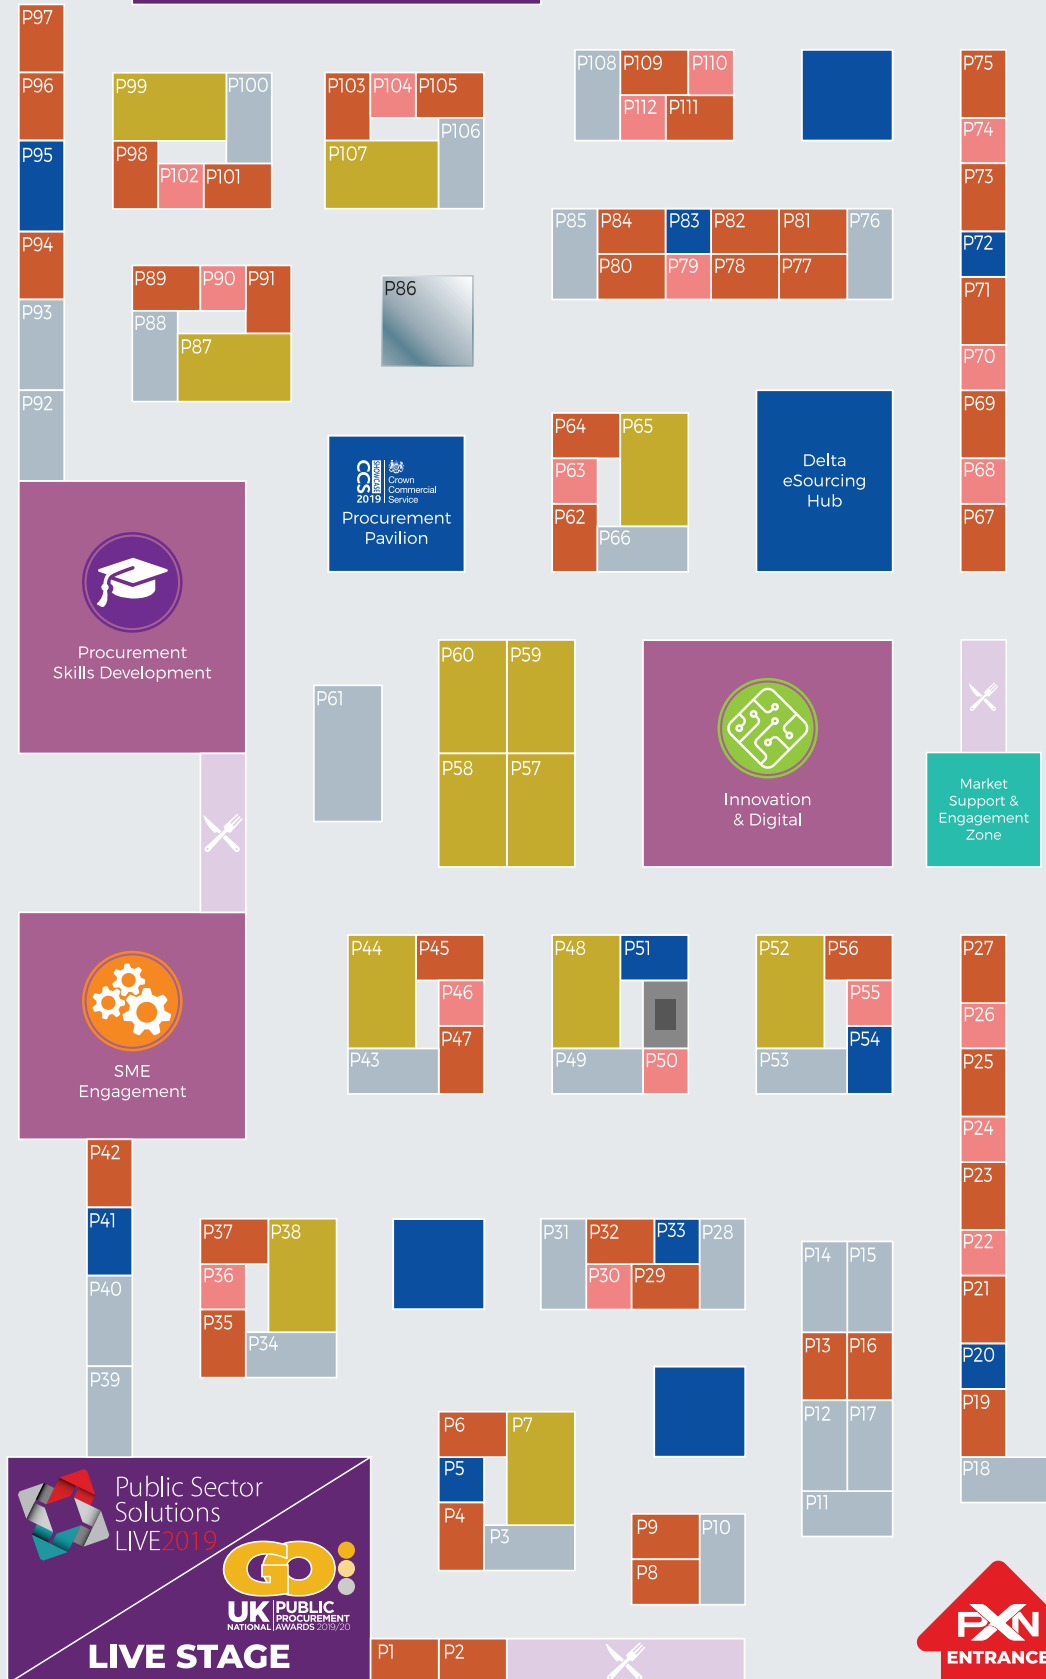 P97
P96
P95
P94
P93
P92
P99
P100
P98
P102
P101
P103
P104
P105
P106
P107
P108
P109
P110
P112
P111
P75
P74
P73
P72
P71
P70
P69
P68
P67
P85
P84
P83
P82
P81
P76
P80
P79
P78
P77
P89
P90
P91
P88
P87
P86
CCS
SHOWCASE
2019
Crown
Commercial
Service
Procurement
Pavilion
P64
P65
P63
P62
P66
Delta
eSourcing
Hub
Procurement
Skills Development
P61
P60
P59
P58
P57
Innovation
& Digital
Market
Support &
Engagement
Zone
SME
Engagement
P44
P45
P46
P47
P43
P48
P51
P49
P50
P52
P56
P55
P54
P53
P27
P26
P25
P24
P23
P22
P21
P20
P19
P18
P42
P41
P40
P39
P37
P38
P36
P35
P34
P31
P32
P33
P28
P30
P29
P14
P15
P13
P16
P12
P17
P11
P6
P7
P5
P4
P3
P9
P10
P8
Public Sector
Solutions
LIVE2019
GO
UK PUBLIC
PROCUREMENT
NATIONAL AWARDS 2019/20
LIVE STAGE
P1
P2
PXN
ENTRANCE